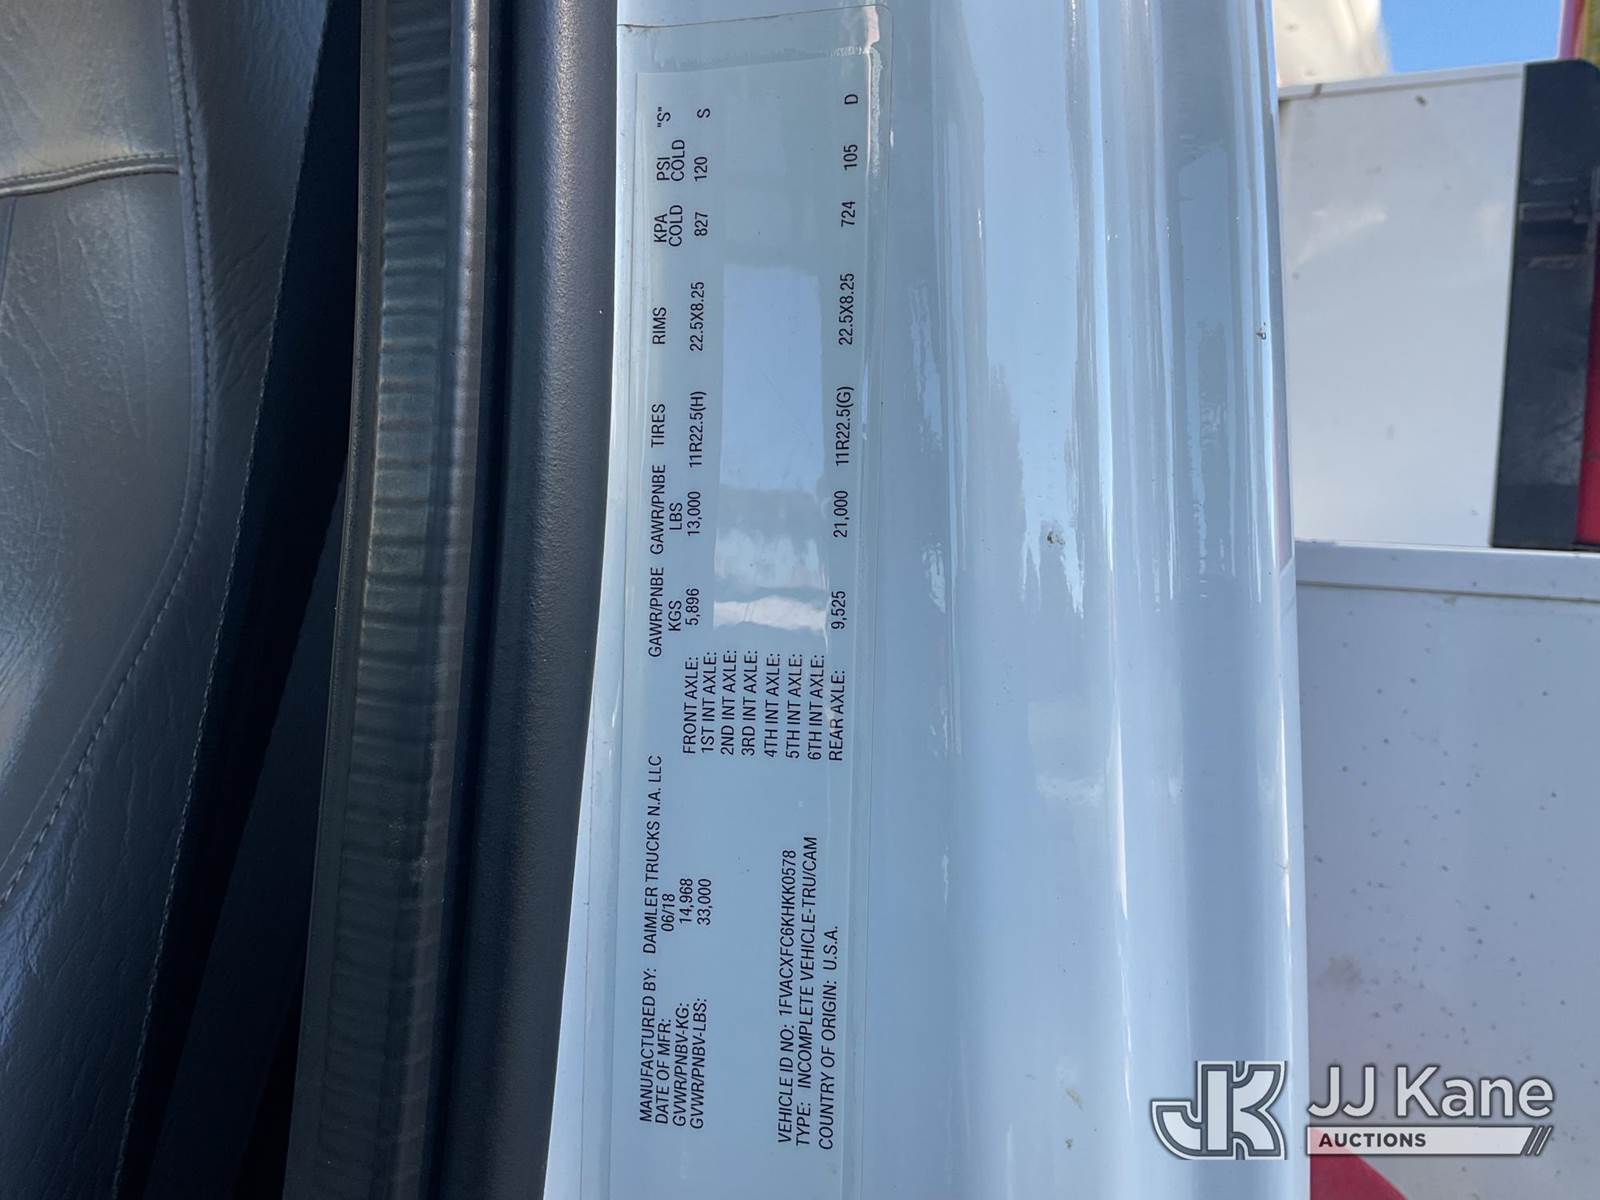 MANUFACTURED BY: DAIMLER TRUCKS N.A. LLC
DATE OF MFR: 06/18
GVWR/PNBV-KG: 14,968
GVWR/PNBV-LBS: 33,000
VEHICLE ID NO: 1FVACXFC6KHKK0578
TYPE: INCOMPLETE VEHICLE-TRU/CAM
COUNTRY OF ORIGIN: U.S.A.
GAWR/PNBE GAWR/PNBE TIRES RIMS KPA PSI "S"
KGS LBS COLD COLD
FRONT AXLE: 5,896 13,000 11R22.5(H) 22.5X8.25 827 120 S
1ST INT AXLE:
2ND INT AXLE:
3RD INT AXLE:
4TH INT AXLE:
5TH INT AXLE:
6TH INT AXLE:
REAR AXLE: 9,525 21,000 11R22.5(G) 22.5X8.25 724 105 D
JJ Kane
AUCTIONS